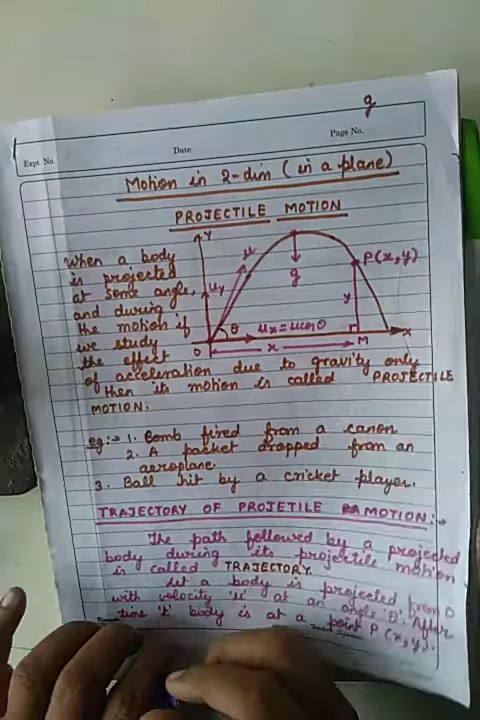 g
Expt. No.
Date
Page No.
Motion in 2-dim (in a plane)
PROJECTILE MOTION
When a body
is projected
at some angle,
and during
the motion if
we study
the effect
of acceleration due to gravity only
then its motion is called PROJECTILE
MOTION.
Y
u
uy
g
P(x,y)
y
θ
ux = ucosθ
O
x
M
X
eg:- 1. Bomb fired from a canon
2. A packet dropped from an
aeroplane.
3. Ball hit by a cricket player.
TRAJECTORY OF PROJETILE MOTION:-
The path followed by a projected
body during its projectile motion
is called TRAJECTORY.
Let a body is projected from O
with velocity 'u' at an angle 'θ'. After
time 't' body is at a point P(x,y).